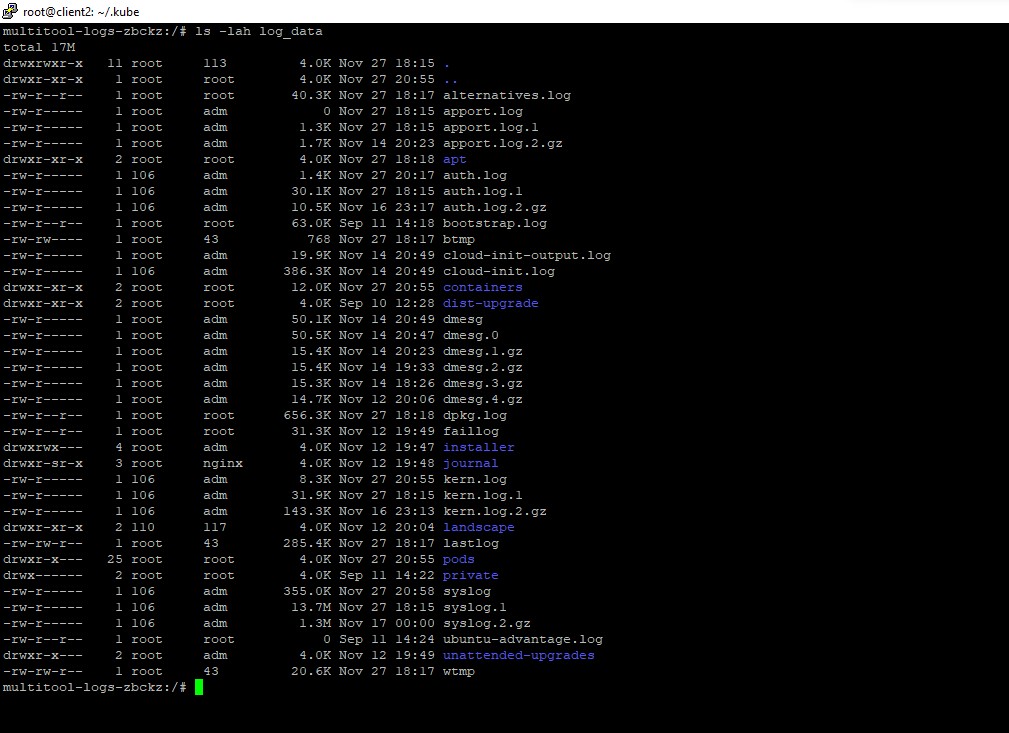 root@client2: ~/.kube
multitool-logs-zbckz:/# ls -lah log_data
total 17M
drwxrwxr-x   11 root     113         4.0K Nov 27 18:15 .
drwxr-xr-x    1 root     root        4.0K Nov 27 20:55 ..
-rw-r--r--    1 root     root       40.3K Nov 27 18:17 alternatives.log
-rw-r-----    1 root     adm            0 Nov 27 18:15 apport.log
-rw-r-----    1 root     adm         1.3K Nov 27 18:15 apport.log.1
-rw-r-----    1 root     adm         1.7K Nov 14 20:23 apport.log.2.gz
drwxr-xr-x    2 root     root        4.0K Nov 27 18:18 apt
-rw-r-----    1 106      adm         1.4K Nov 27 20:17 auth.log
-rw-r-----    1 106      adm        30.1K Nov 27 18:15 auth.log.1
-rw-r-----    1 106      adm        10.5K Nov 16 23:17 auth.log.2.gz
-rw-r--r--    1 root     root       63.0K Sep 11 14:18 bootstrap.log
-rw-rw----    1 root     43           768 Nov 27 18:17 btmp
-rw-r-----    1 root     adm        19.9K Nov 14 20:49 cloud-init-output.log
-rw-r-----    1 106      adm       386.3K Nov 14 20:49 cloud-init.log
drwxr-xr-x    2 root     root       12.0K Nov 27 20:55 containers
drwxr-xr-x    2 root     root        4.0K Sep 10 12:28 dist-upgrade
-rw-r-----    1 root     adm        50.1K Nov 14 20:49 dmesg
-rw-r-----    1 root     adm        50.5K Nov 14 20:47 dmesg.0
-rw-r-----    1 root     adm        15.4K Nov 14 20:23 dmesg.1.gz
-rw-r-----    1 root     adm        15.4K Nov 14 19:33 dmesg.2.gz
-rw-r-----    1 root     adm        15.3K Nov 14 18:26 dmesg.3.gz
-rw-r-----    1 root     adm        14.7K Nov 12 20:06 dmesg.4.gz
-rw-r--r--    1 root     root      656.3K Nov 27 18:18 dpkg.log
-rw-r--r--    1 root     root       31.3K Nov 12 19:49 faillog
drwxrwx---    4 root     adm         4.0K Nov 12 19:47 installer
drwxr-sr-x    3 root     nginx       4.0K Nov 12 19:48 journal
-rw-r-----    1 106      adm         8.3K Nov 27 20:55 kern.log
-rw-r-----    1 106      adm        31.9K Nov 27 18:15 kern.log.1
-rw-r-----    1 106      adm       143.3K Nov 16 23:13 kern.log.2.gz
drwxr-xr-x    2 110      117         4.0K Nov 12 20:04 landscape
-rw-rw-r--    1 root     43        285.4K Nov 27 18:17 lastlog
drwxr-x---   25 root     root        4.0K Nov 27 20:55 pods
drwx------    2 root     root        4.0K Sep 11 14:22 private
-rw-r-----    1 106      adm       355.0K Nov 27 20:58 syslog
-rw-r-----    1 106      adm        13.7M Nov 27 18:15 syslog.1
-rw-r-----    1 106      adm         1.3M Nov 17 00:00 syslog.2.gz
-rw-r--r--    1 root     root           0 Sep 11 14:24 ubuntu-advantage.log
drwxr-x---    2 root     adm         4.0K Nov 12 19:49 unattended-upgrades
-rw-rw-r--    1 root     43         20.6K Nov 27 18:17 wtmp
multitool-logs-zbckz:/#